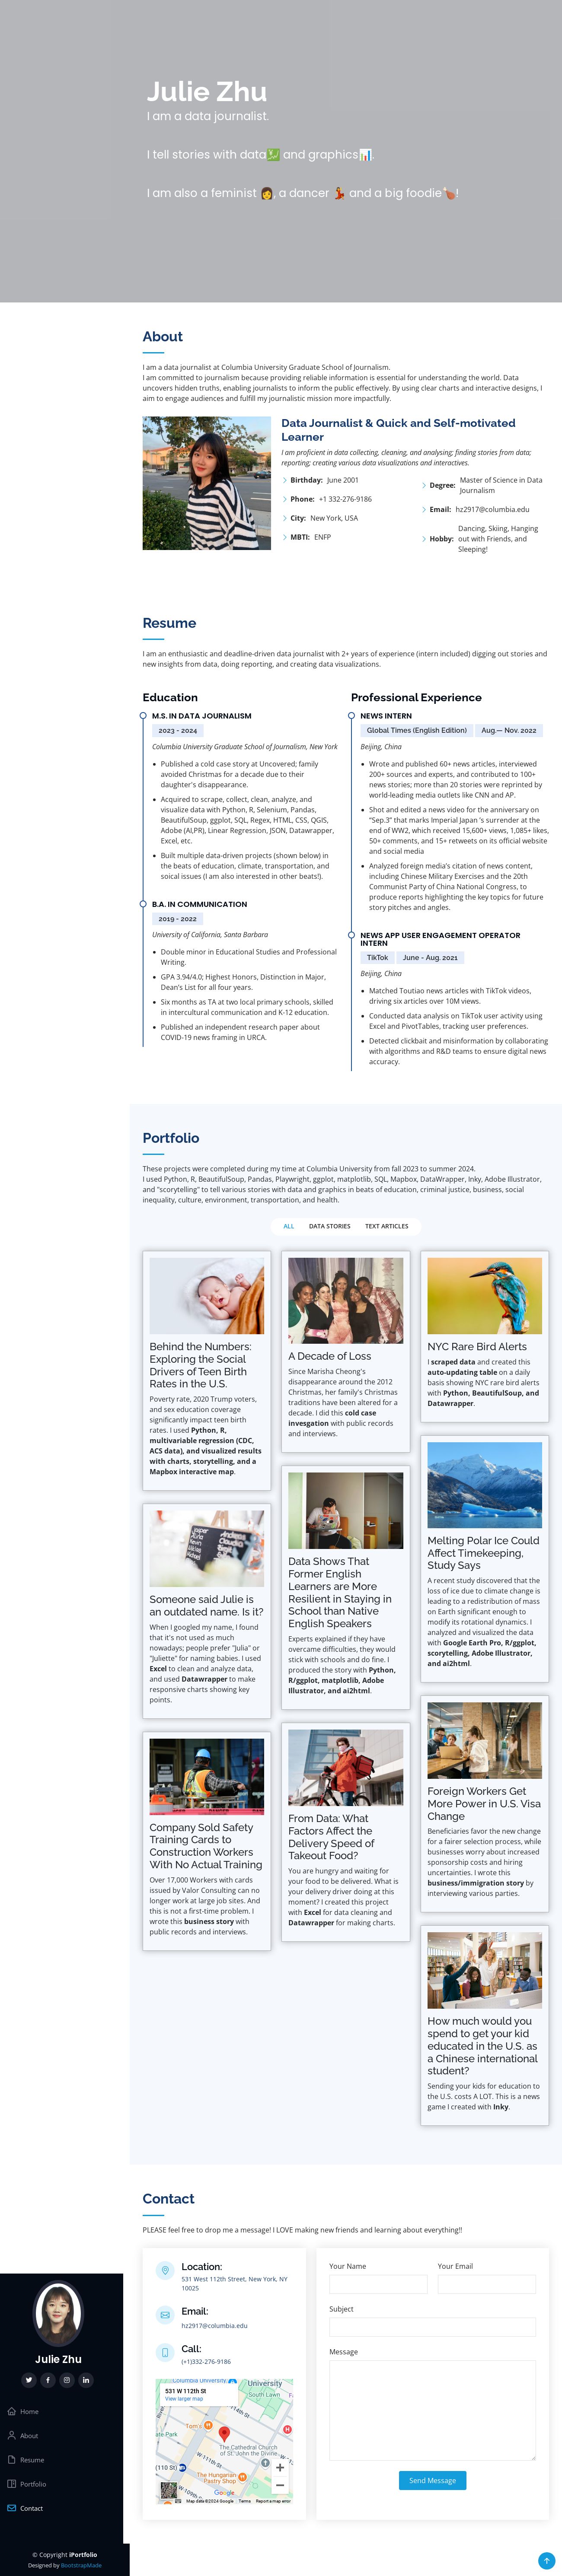 Julie Zhu
I am a data journalist.
I tell stories with data💹 and graphics📊.
I am also a feminist 👩, a dancer 💃 and a big foodie🍗!
About
I am a data journalist at Columbia University Graduate School of Journalism.
I am committed to journalism because providing reliable information is essential for understanding the world. Data
uncovers hidden truths, enabling journalists to inform the public effectively. By using clear charts and interactive designs, I
aim to engage audiences and fulfill my journalistic mission more impactfully.
Data Journalist & Quick and Self-motivated
Learner
I am proficient in data collecting, cleaning, and analysing; finding stories from data;
reporting; creating various data visualizations and interactives.
Birthday: June 2001
Phone: +1 332-276-9186
City: New York, USA
MBTI: ENFP
Degree: Master of Science in Data
Journalism
Email: hz2917@columbia.edu
Hobby: Dancing, Skiing, Hanging
out with Friends, and
Sleeping!
Resume
I am an enthusiastic and deadline-driven data journalist with 2+ years of experience (intern included) digging out stories and
new insights from data, doing reporting, and creating data visualizations.
Education
M.S. IN DATA JOURNALISM
2023 - 2024
Columbia University Graduate School of Journalism, New York
Published a cold case story at Uncovered; family
avoided Christmas for a decade due to their
daughter's disappearance.
Acquired to scrape, collect, clean, analyze, and
visualize data with Python, R, Selenium, Pandas,
BeautifulSoup, ggplot, SQL, Regex, HTML, CSS, QGIS,
Adobe (AI,PR), Linear Regression, JSON, Datawrapper,
Excel, etc.
Built multiple data-driven projects (shown below) in
the beats of education, climate, transportation, and
soical issues (I am also interested in other beats!).
B.A. IN COMMUNICATION
2019 - 2022
University of California, Santa Barbara
Double minor in Educational Studies and Professional
Writing.
GPA 3.94/4.0; Highest Honors, Distinction in Major,
Dean's List for all four years.
Six months as TA at two local primary schools, skilled
in intercultural communication and K-12 education.
Published an independent research paper about
COVID-19 news framing in URCA.
Professional Experience
NEWS INTERN
Global Times (English Edition) Aug.— Nov. 2022
Beijing, China
Wrote and published 60+ news articles, interviewed
200+ sources and experts, and contributed to 100+
news stories; more than 20 stories were reprinted by
world-leading media outlets like CNN and AP.
Shot and edited a news video for the anniversary on
"Sep.3" that marks Imperial Japan 's surrender at the
end of WW2, which received 15,600+ views, 1,085+ likes,
50+ comments, and 15+ retweets on its official website
and social media
Analyzed foreign media's citation of news content,
including Chinese Military Exercises and the 20th
Communist Party of China National Congress, to
produce reports highlighting the key topics for future
story pitches and angles.
NEWS APP USER ENGAGEMENT OPERATOR
INTERN
TikTok June - Aug. 2021
Beijing, China
Matched Toutiao news articles with TikTok videos,
driving six articles over 10M views.
Conducted data analysis on TikTok user activity using
Excel and PivotTables, tracking user preferences.
Detected clickbait and misinformation by collaborating
with algorithms and R&D teams to ensure digital news
accuracy.
Portfolio
These projects were completed during my time at Columbia University from fall 2023 to summer 2024.
I used Python, R, BeautifulSoup, Pandas, Playwright, ggplot, matplotlib, SQL, Mapbox, DataWrapper, Inky, Adobe Illustrator,
and "scorytelling" to tell various stories with data and graphics in beats of education, criminal justice, business, social
inequality, culture, environment, transportation, and health.
ALL DATA STORIES TEXT ARTICLES
Behind the Numbers:
Exploring the Social
Drivers of Teen Birth
Rates in the U.S.
Poverty rate, 2020 Trump voters,
and sex education coverage
significantly impact teen birth
rates. I used Python, R,
multivariable regression (CDC,
ACS data), and visualized results
with charts, storytelling, and a
Mapbox interactive map.
Someone said Julie is
an outdated name. Is it?
When I googled my name, I found
that it's not used as much
nowadays; people prefer "Julia" or
"Juliette" for naming babies. I used
Excel to clean and analyze data,
and used Datawrapper to make
responsive charts showing key
points.
Company Sold Safety
Training Cards to
Construction Workers
With No Actual Training
Over 17,000 Workers with cards
issued by Valor Consulting can no
longer work at large job sites. And
this is not a first-time problem. I
wrote this business story with
public records and interviews.
A Decade of Loss
Since Marisha Cheong's
disappearance around the 2012
Christmas, her family's Christmas
traditions have been altered for a
decade. I did this cold case
invesgation with public records
and interviews.
Data Shows That
Former English
Learners are More
Resilient in Staying in
School than Native
English Speakers
Experts explained if they have
overcame difficulties, they would
stick with schools and do fine. I
produced the story with Python,
R/ggplot, matplotlib, Adobe
Illustrator, and ai2html.
From Data: What
Factors Affect the
Delivery Speed of
Takeout Food?
You are hungry and waiting for
your food to be delivered. What is
your delivery driver doing at this
moment? I created this project
with Excel for data cleaning and
Datawrapper for making charts.
NYC Rare Bird Alerts
I scraped data and created this
auto-updating table on a daily
basis showing NYC rare bird alerts
with Python, BeautifulSoup, and
Datawrapper.
Melting Polar Ice Could
Affect Timekeeping,
Study Says
A recent study discovered that the
loss of ice due to climate change is
leading to a redistribution of mass
on Earth significant enough to
modify its rotational dynamics. I
analyzed and visualized the data
with Google Earth Pro, R/ggplot,
scorytelling, Adobe Illustrator,
and ai2html.
Foreign Workers Get
More Power in U.S. Visa
Change
Beneficiaries favor the new change
for a fairer selection process, while
businesses worry about increased
sponsorship costs and hiring
uncertainties. I wrote this
business/immigration story by
interviewing various parties.
How much would you
spend to get your kid
educated in the U.S. as
a Chinese international
student?
Sending your kids for education to
the U.S. costs A LOT. This is a news
game I created with Inky.
Contact
PLEASE feel free to drop me a message! I LOVE making new friends and learning about everything!!
Location:
531 West 112th Street, New York, NY
10025
Email:
hz2917@columbia.edu
Call:
(+1)332-276-9186
531 W 112th St
View larger map
University
South Lawn
Tom's
W 111th St
The Cathedral Church
of St. John the Divine
The Hungarian
Pastry Shop
(110 St)
Google
Map data ©2024 Google Terms Report a map error
Your Name
Your Email
Subject
Message
Send Message
Julie Zhu
Home
About
Resume
Portfolio
Contact
© Copyright iPortfolio
Designed by BootstrapMade